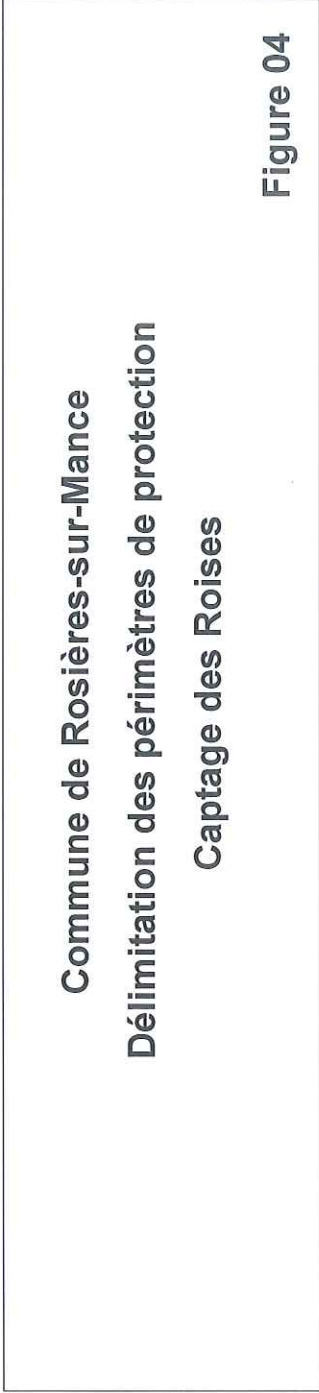 Commune de Rosières-sur-Mance
Délimitation des périmètres de protection
Captage des Roises
Figure 04